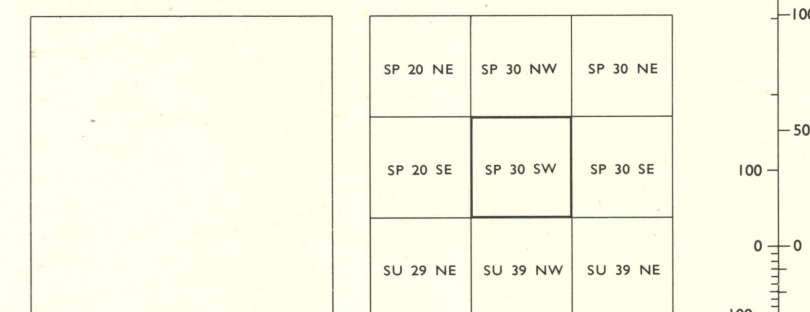 SP 20 NE SP 30 NW SP 30 NE
SP 20 SE SP 30 SW SP 30 SE
SU 29 NE SU 39 NW SU 39 NE
50
100
0 0